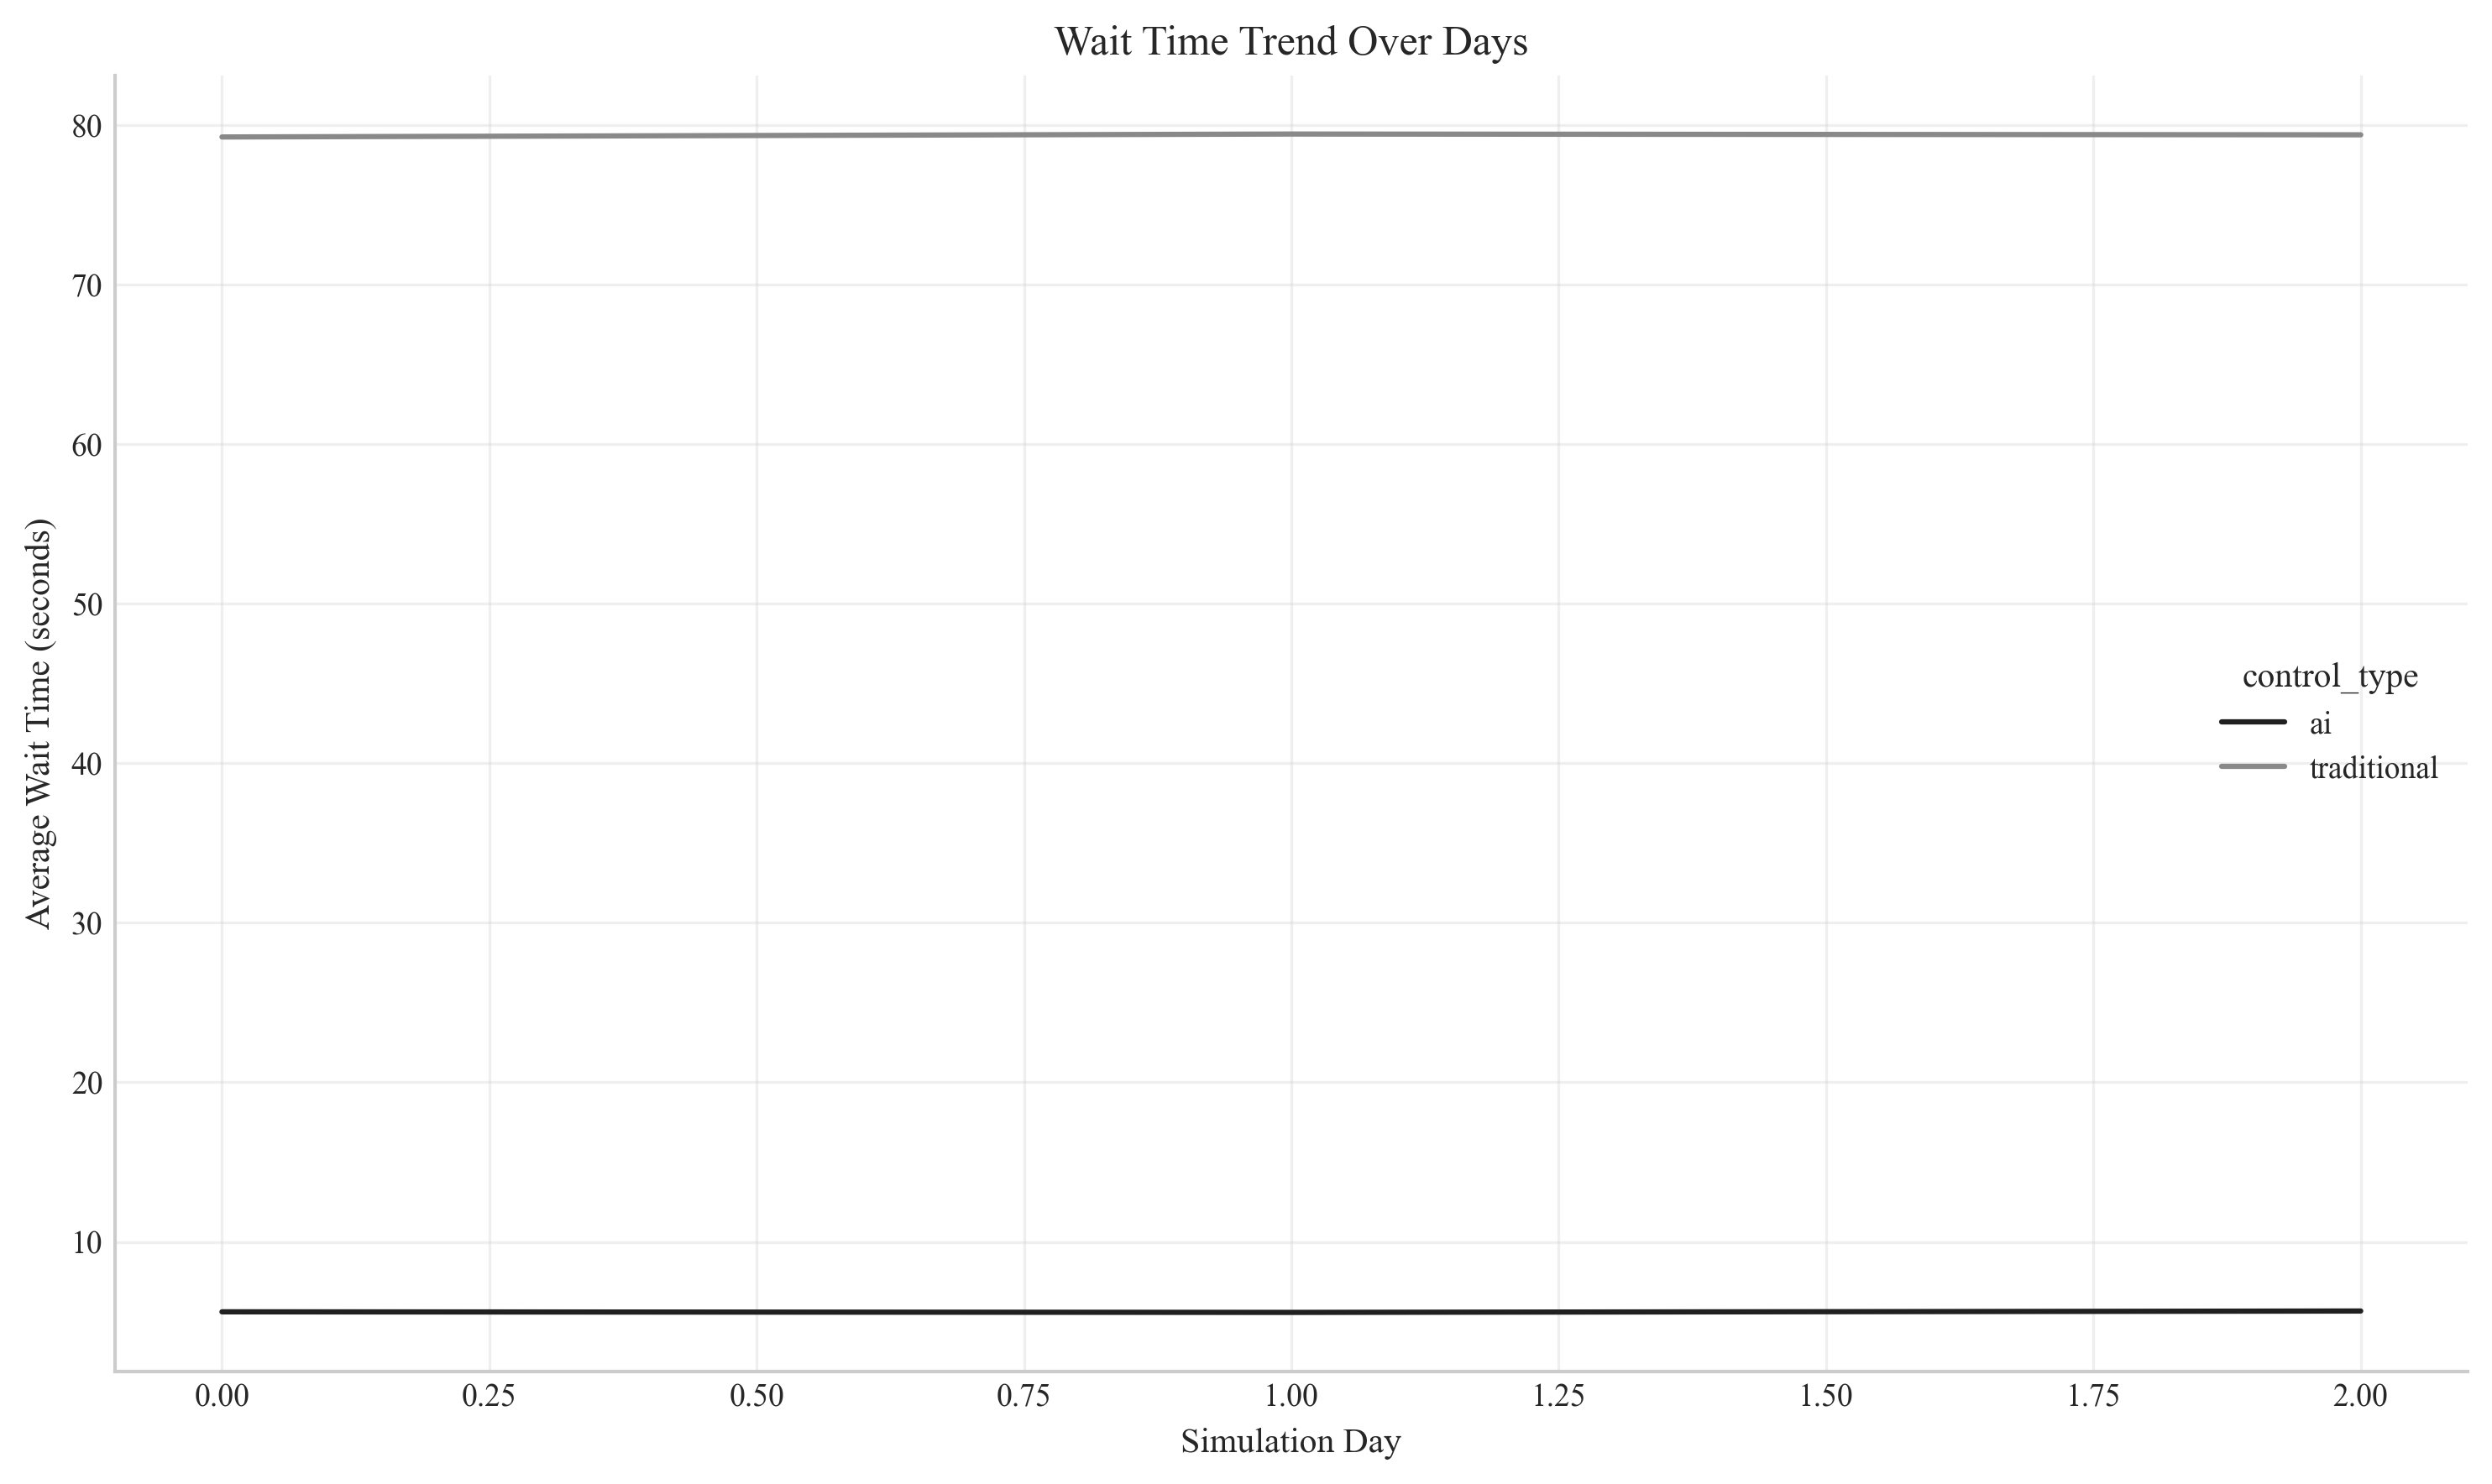 Wait Time Trend Over Days
Average Wait Time (seconds)
80
70
60
50
40
30
20
10
control_type
ai
traditional
0.00 0.25 0.50 0.75 1.00 1.25 1.50 1.75 2.00
Simulation Day